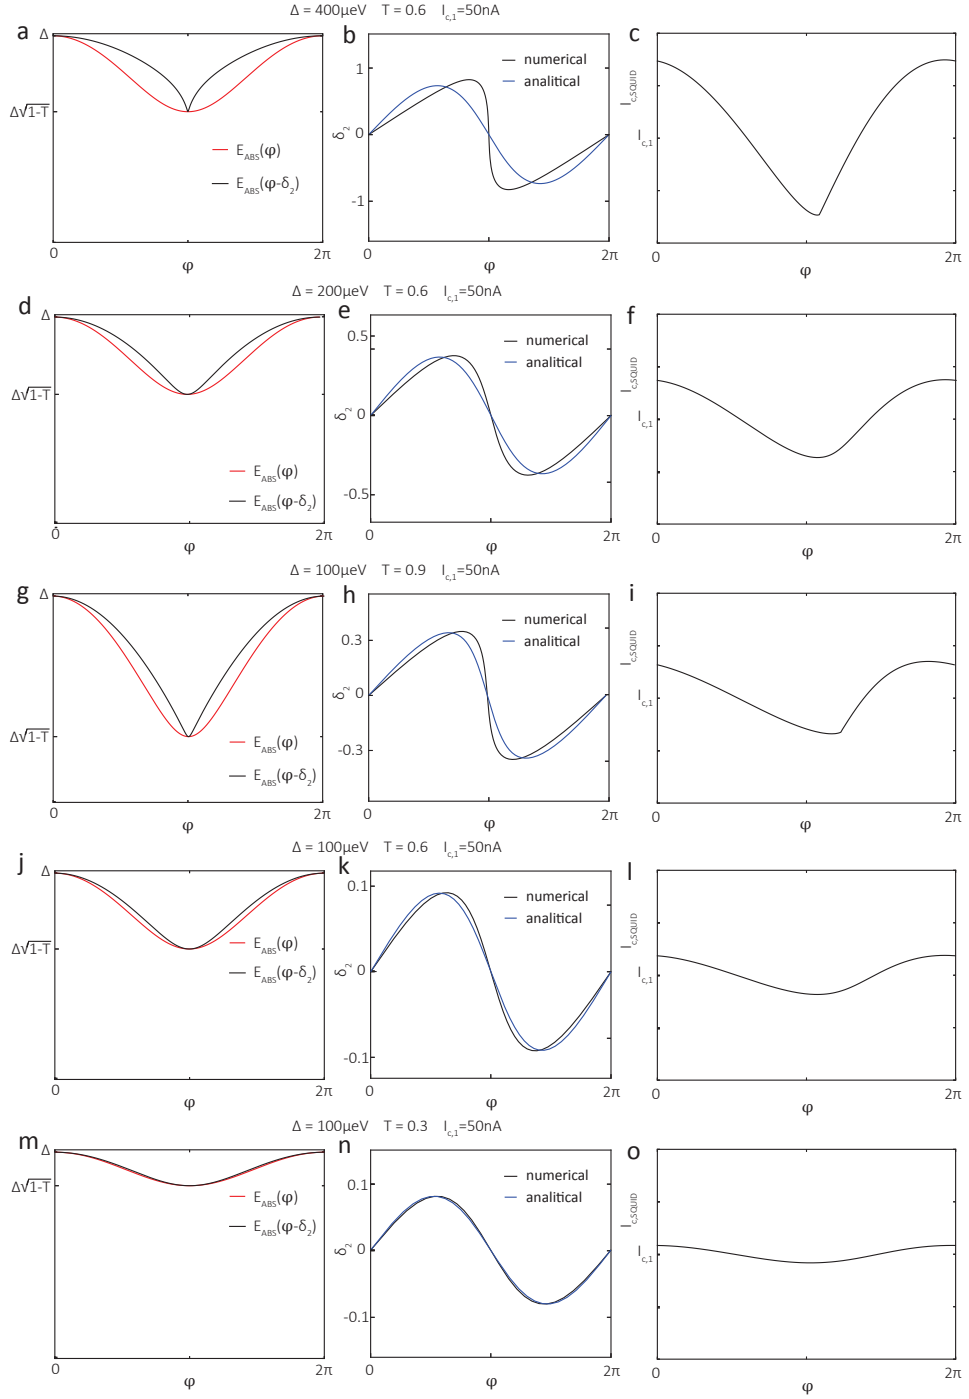 Δ = 400μeV T = 0.6 I_c,1=50nA
a
Δ
Δ√1-T
E_ABS(φ)
E_ABS(φ-δ_2)
0
φ
2π
b
1
0
-1
δ_2
numerical
analitical
0
φ
2π
c
I_c,SQUID
I_c,1
0
φ
2π
Δ = 200μeV T = 0.6 I_c,1=50nA
d
Δ
Δ√1-T
E_ABS(φ)
E_ABS(φ-δ_2)
0
φ
2π
e
0.5
0
-0.5
δ_2
numerical
analitical
0
φ
2π
f
I_c,SQUID
I_c,1
0
φ
2π
Δ = 100μeV T = 0.9 I_c,1=50nA
g
Δ
Δ√1-T
E_ABS(φ)
E_ABS(φ-δ_2)
0
φ
2π
h
0.3
0
-0.3
δ_2
numerical
analitical
0
φ
2π
i
I_c,SQUID
I_c,1
0
φ
2π
Δ = 100μeV T = 0.6 I_c,1=50nA
j
Δ
Δ√1-T
E_ABS(φ)
E_ABS(φ-δ_2)
0
φ
2π
k
0.1
0
-0.1
δ_2
numerical
analitical
0
φ
2π
l
I_c,SQUID
I_c,1
0
φ
2π
Δ = 100μeV T = 0.3 I_c,1=50nA
m
Δ
Δ√1-T
E_ABS(φ)
E_ABS(φ-δ_2)
0
φ
2π
n
0.1
0
-0.1
δ_2
numerical
analitical
0
φ
2π
o
I_c,SQUID
I_c,1
0
φ
2π